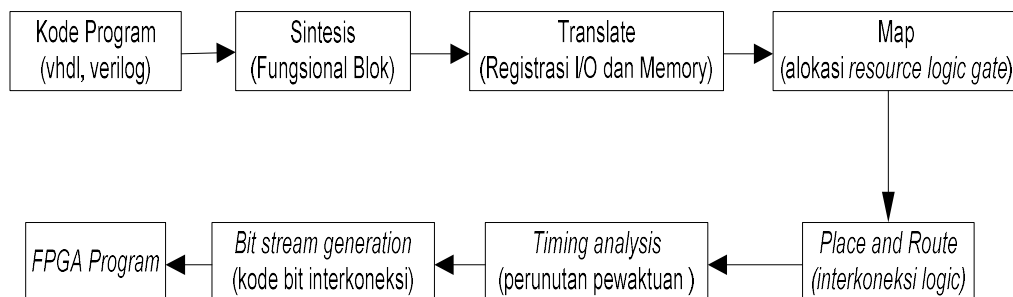 Kode Program
(vhdl, verilog)
Sintesis
(Fungsional Blok)
Translate
(Registrasi I/O dan Memory)
Map
(alokasi resource logic gate)
Place and Route
(interkoneksi logic)
Timing analysis
(perunutan pewaktuan )
Bit stream generation
(kode bit interkoneksi)
FPGA Program